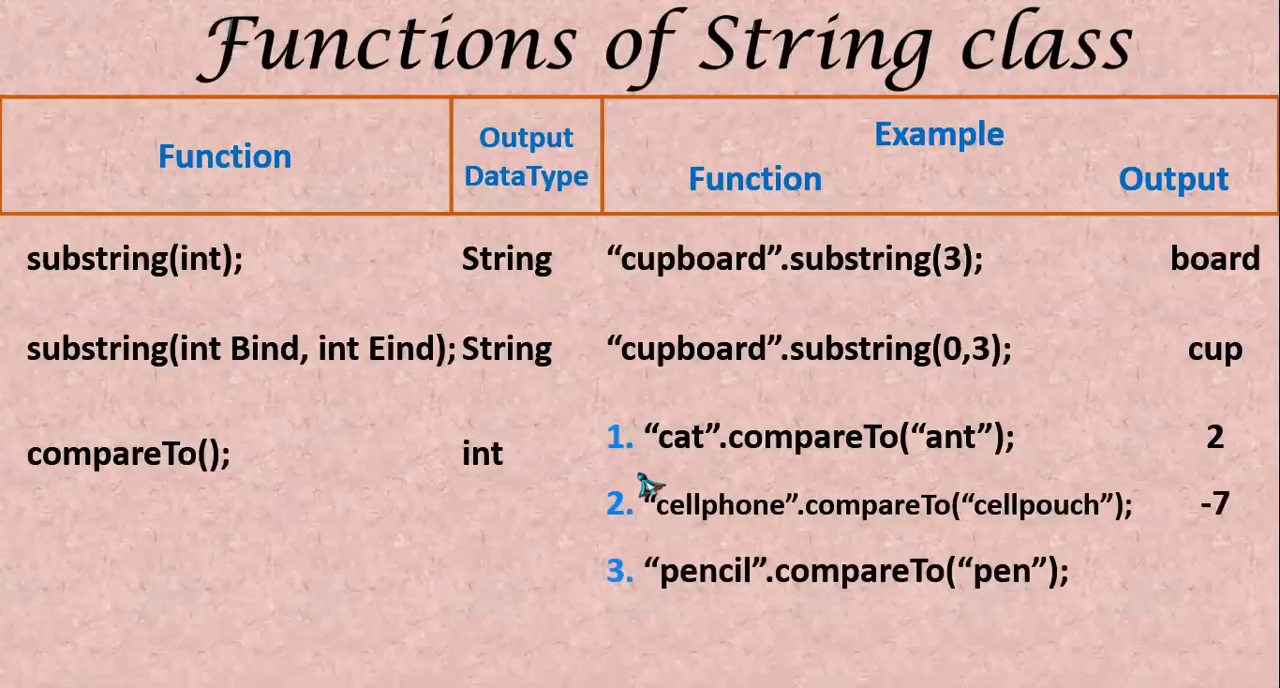 Functions of String class
Function
Output
DataType
Example
Function Output
substring(int); String “cupboard”.substring(3); board
substring(int Bind, int Eind); String “cupboard”.substring(0,3); cup
compareTo(); int 1. “cat”.compareTo(“ant”); 2
2. “cellphone”.compareTo(“cellpouch”); -7
3. “pencil”.compareTo(“pen”);